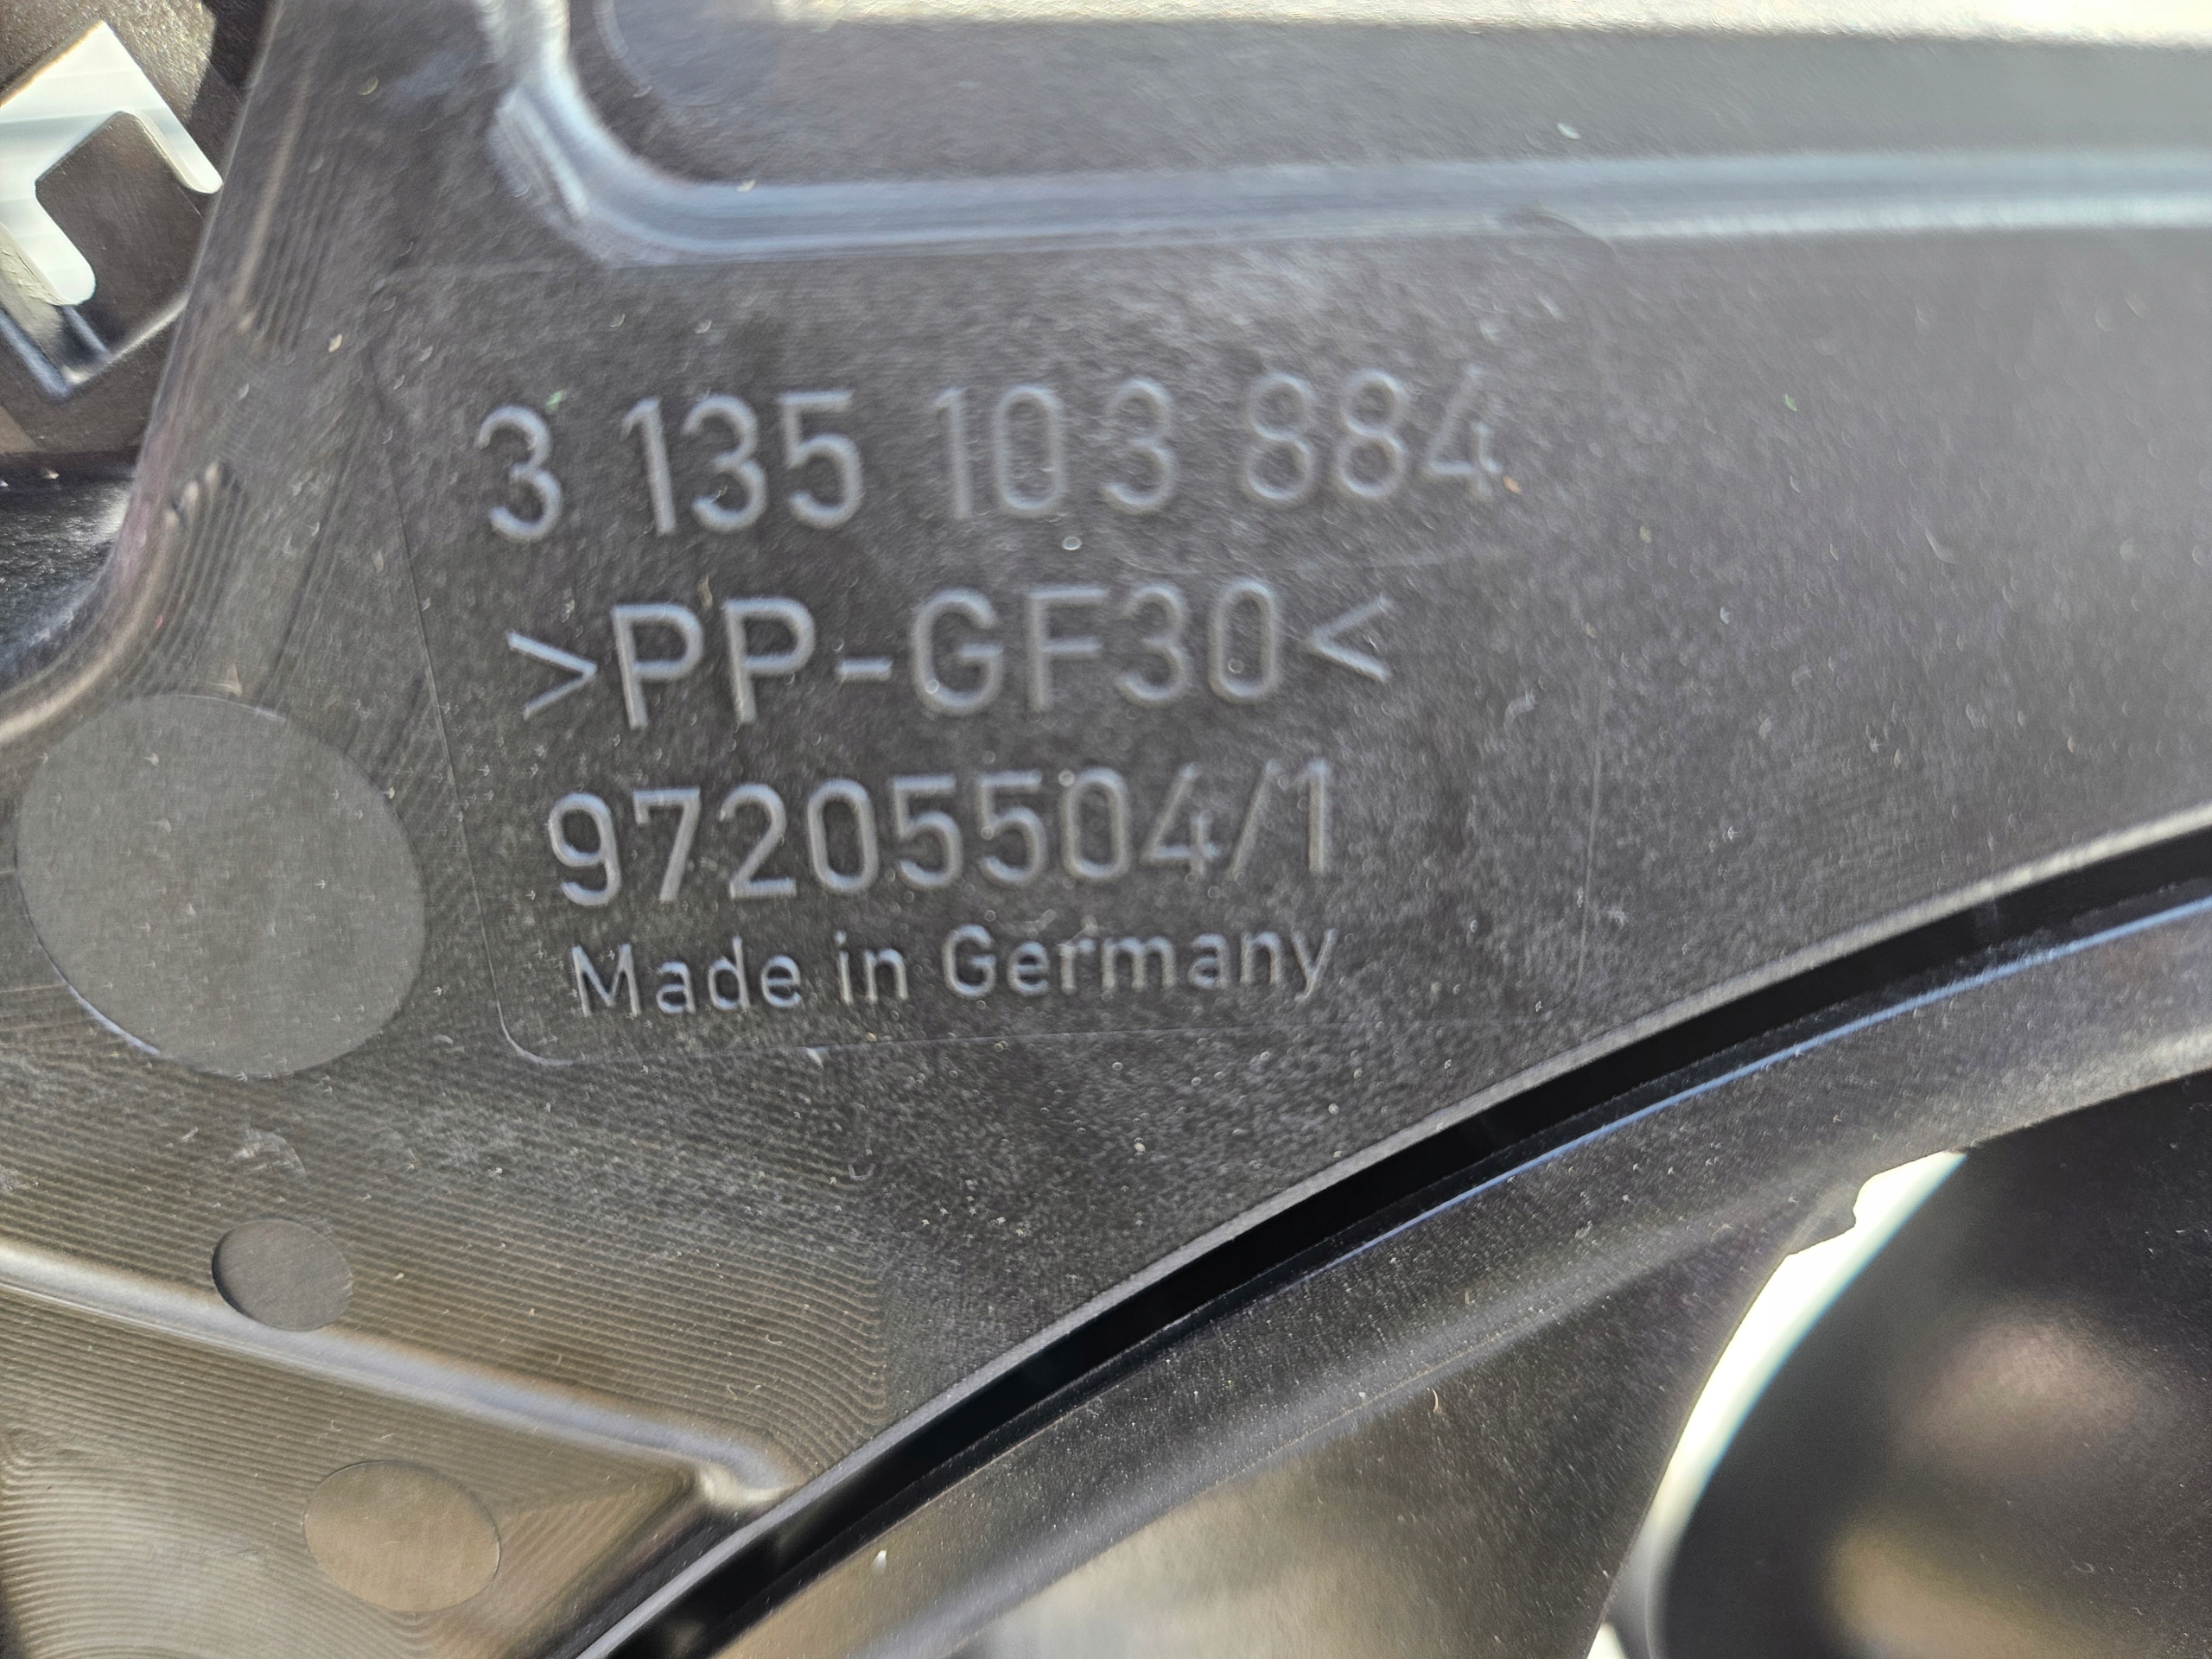 3 135 103 884
>PP-GF30<
97205504/1
Made in Germany